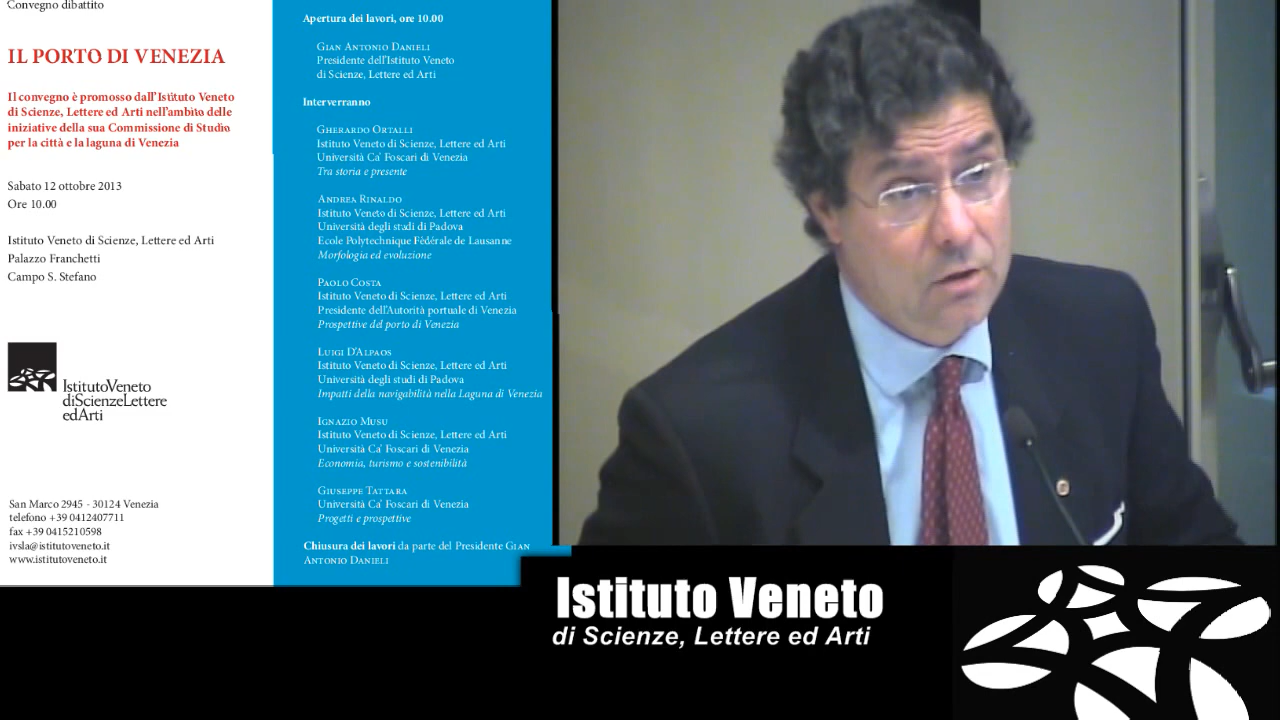 Convegno dibattito
IL PORTO DI VENEZIA
Il convegno è promosso dall'Istituto Veneto
di Scienze, Lettere ed Arti nell'ambito delle
iniziative della sua Commissione di Studio
per la città e la laguna di Venezia
Sabato 12 ottobre 2013
Ore 10.00
Istituto Veneto di Scienze, Lettere ed Arti
Palazzo Franchetti
Campo S. Stefano
IstitutoVeneto
diScienzeLettere
edArti
San Marco 2945 - 30124 Venezia
telefono +39 0412407711
fax +39 0415210598
ivsla@istitutoveneto.it
www.istitutoveneto.it
Apertura dei lavori, ore 10.00
Gian Antonio Danieli
Presidente dell'Istituto Veneto
di Scienze, Lettere ed Arti
Interverranno
Gherardo Ortalli
Istituto Veneto di Scienze, Lettere ed Arti
Università Ca' Foscari di Venezia
Tra storia e presente
Andrea Rinaldo
Istituto Veneto di Scienze, Lettere ed Arti
Università degli studi di Padova
Ecole Polytechnique Fèdérale de Lausanne
Morfologia ed evoluzione
Paolo Costa
Istituto Veneto di Scienze, Lettere ed Arti
Presidente dell'Autorità portuale di Venezia
Prospettive del porto di Venezia
Luigi D'Alpaos
Istituto Veneto di Scienze, Lettere ed Arti
Università degli studi di Padova
Impatti della navigabilità nella Laguna di Venezia
Ignazio Musu
Istituto Veneto di Scienze, Lettere ed Arti
Università Ca' Foscari di Venezia
Economia, turismo e sostenibilità
Giuseppe Tattara
Università Ca' Foscari di Venezia
Progetti e prospettive
Chiusura dei lavori da parte del Presidente Gian
Antonio Danieli
Istituto Veneto
di Scienze, Lettere ed Arti